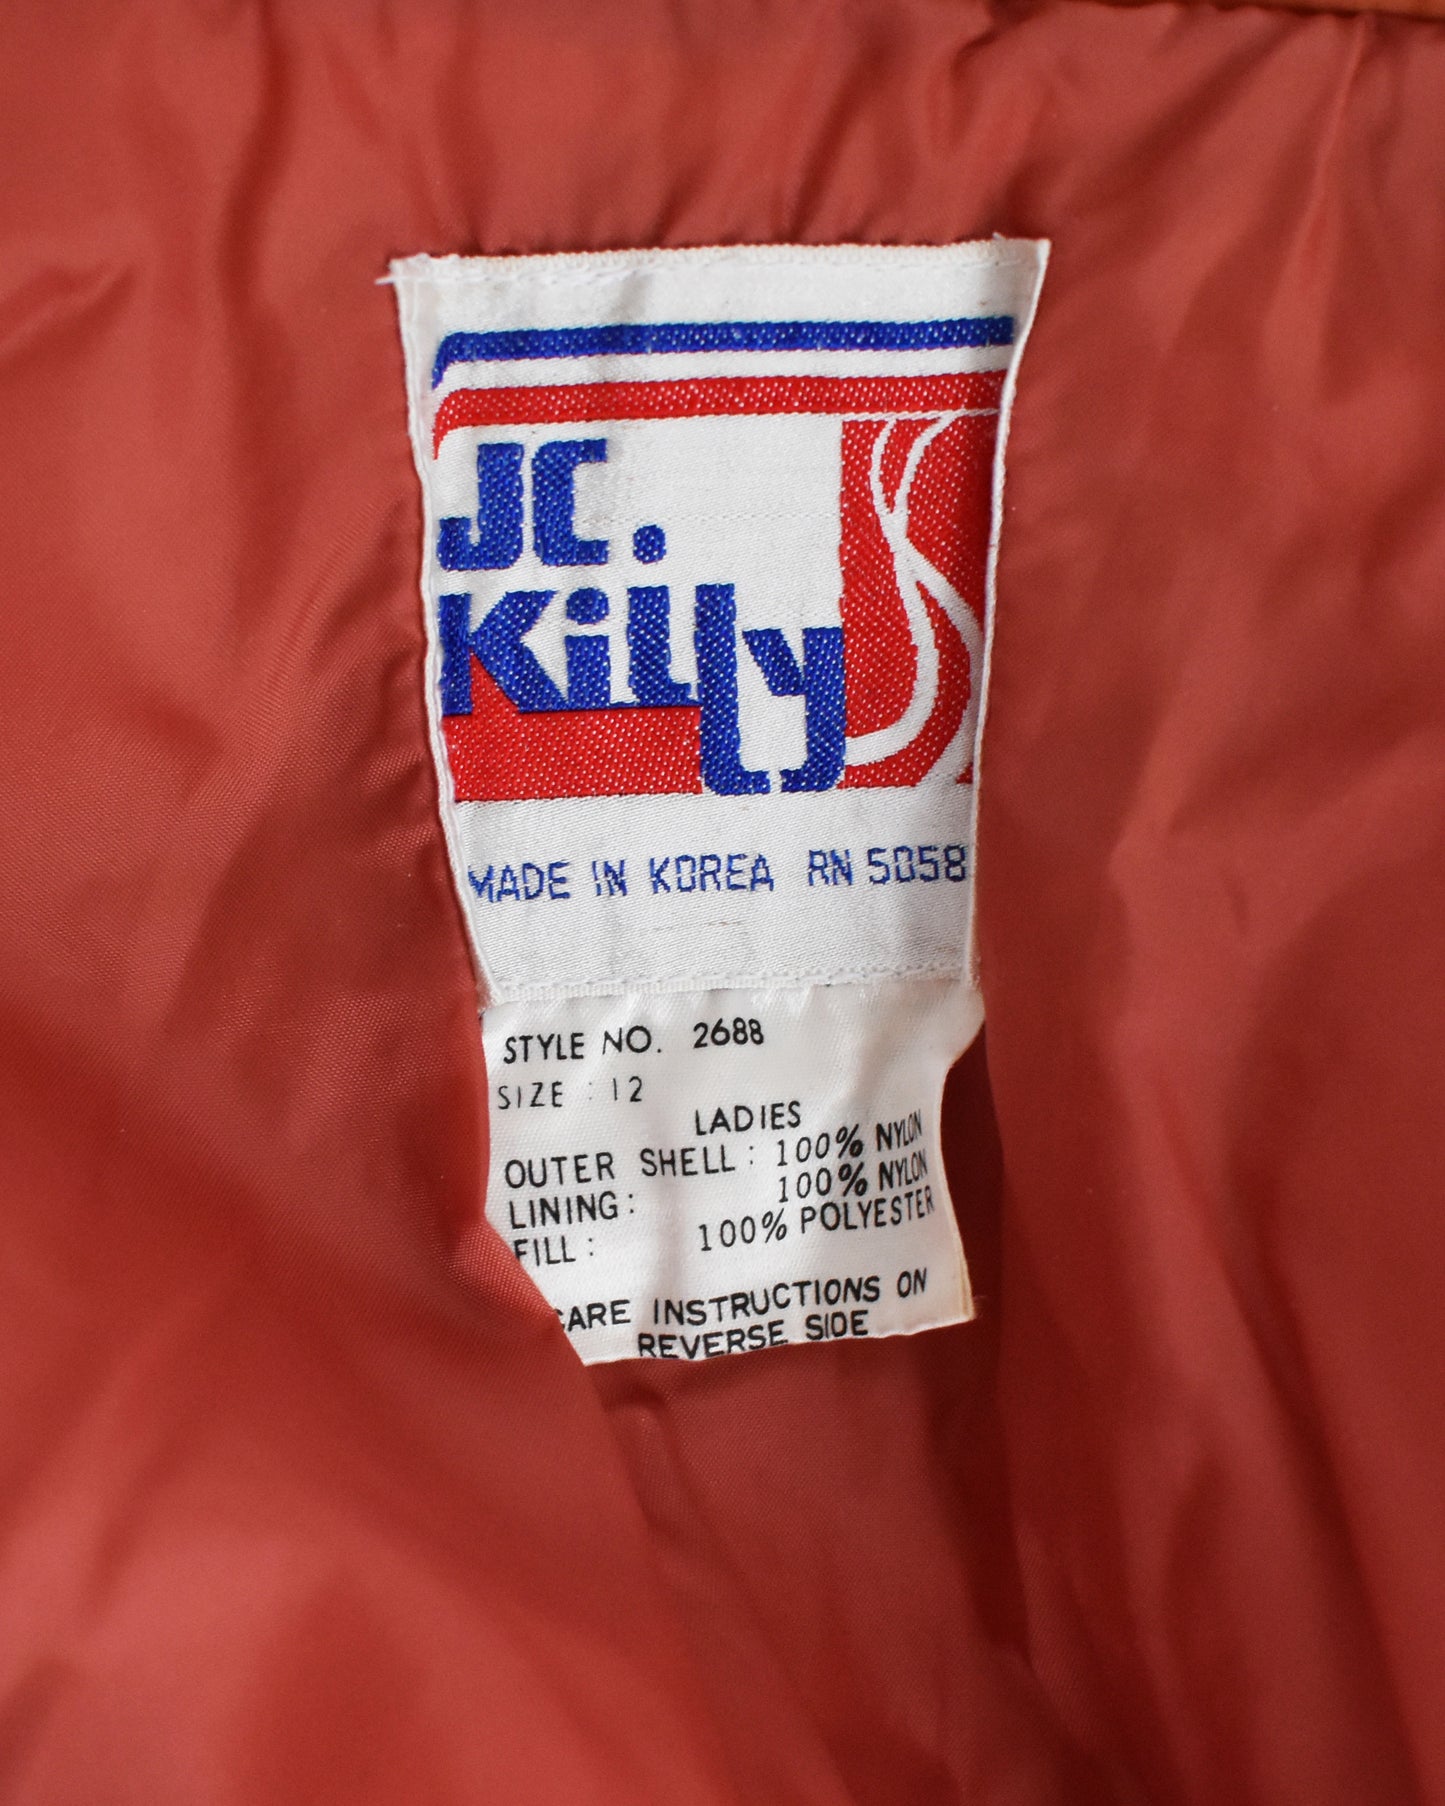 JC.
Killy
MADE IN KOREA RN 5058
STYLE NO. 2688
SIZE : 12
LADIES
OUTER SHELL : 100% NYLON
LINING : 100% NYLON
FILL : 100% POLYESTER
CARE INSTRUCTIONS ON
REVERSE SIDE